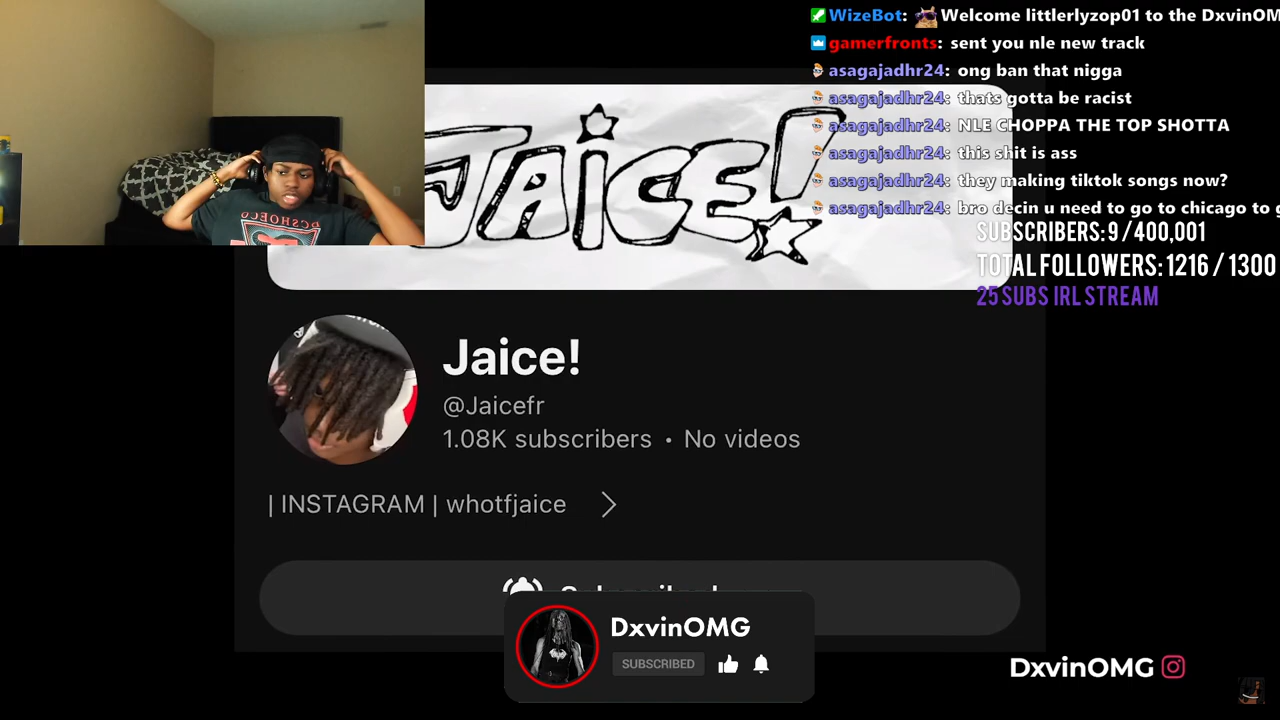 WizeBot: Welcome littlerlyzop01 to the DxvinOM
gamerfronts: sent you nle new track
asagajadhr24: ong ban that nigga
asagajadhr24: thats gotta be racist
asagajadhr24: NLE CHOPPA THE TOP SHOTTA
asagajadhr24: this shit is ass
asagajadhr24: they making tiktok songs now?
asagajadhr24: bro decin u need to go to chicago to
SUBSCRIBERS: 9 / 400,001
TOTAL FOLLOWERS: 1216 / 1300
25 SUBS IRL STREAM
JAiCE!
DCSHOECO
Jaice!
@Jaicefr
1.08K subscribers • No videos
| INSTAGRAM | whotfjaice
Subscribed
DxvinOMG
SUBSCRIBED
DxvinOMG